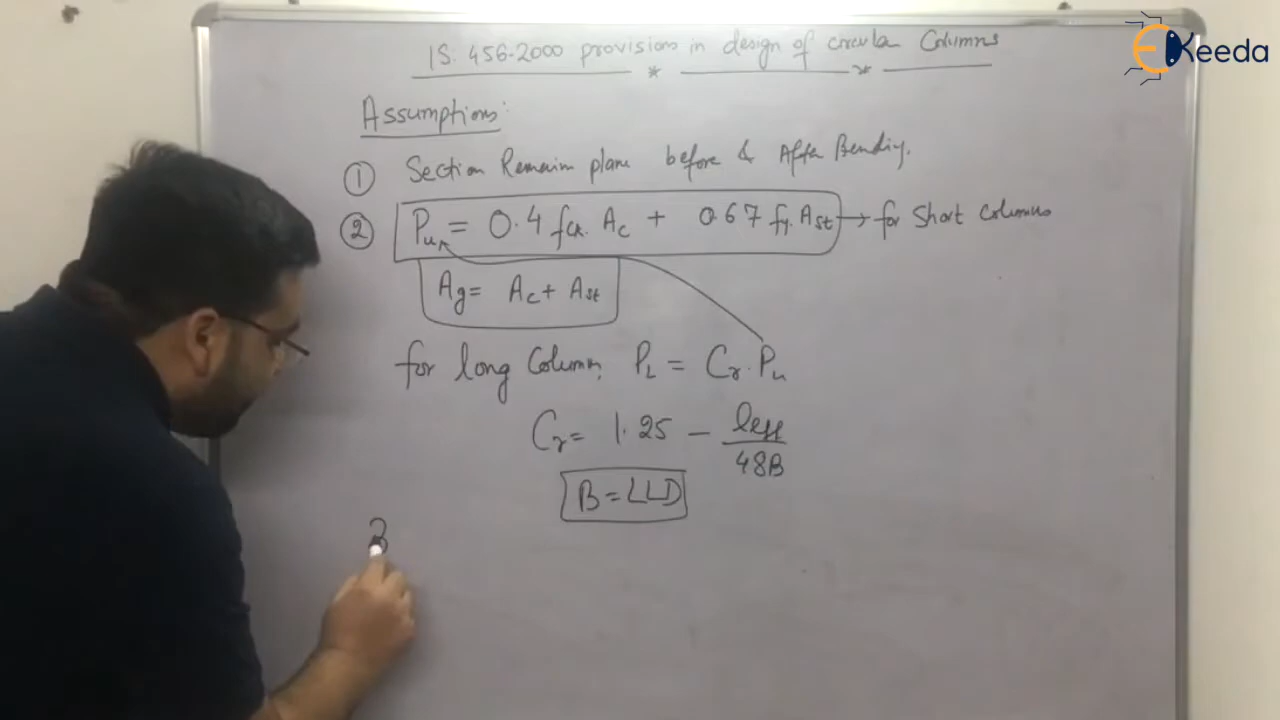 IS. 456-2000 provisions in design of circular Columns
EKeeda
Assumptions:
① Section Remain plane before & After Bending.
② Pu = 0.4 fck. Ac + 0.67 fy. Ast → for Short Columns
Ag = Ac + Ast
for long Column, PL = Cr. Pu
Cr = 1.25 - leff
48B
B = LLD
3